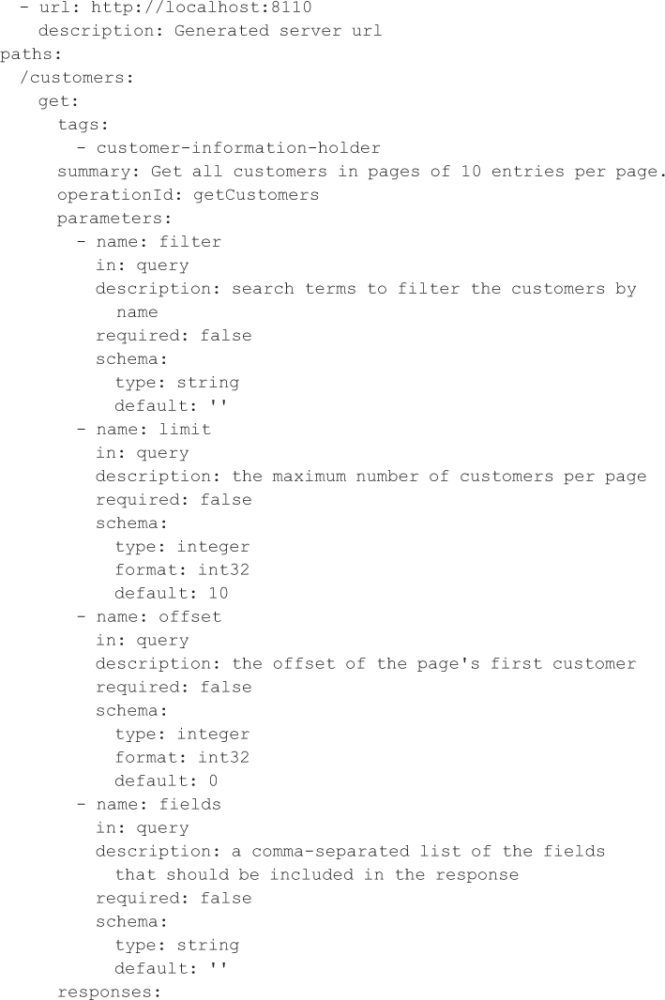 - url: http://localhost:8110
    description: Generated server url
paths:
  /customers:
    get:
      tags:
        - customer-information-holder
      summary: Get all customers in pages of 10 entries per page.
      operationId: getCustomers
      parameters:
        - name: filter
          in: query
          description: search terms to filter the customers by
            name
          required: false
          schema:
            type: string
            default: ''
        - name: limit
          in: query
          description: the maximum number of customers per page
          required: false
          schema:
            type: integer
            format: int32
            default: 10
        - name: offset
          in: query
          description: the offset of the page's first customer
          required: false
          schema:
            type: integer
            format: int32
            default: 0
        - name: fields
          in: query
          description: a comma-separated list of the fields
            that should be included in the response
          required: false
          schema:
            type: string
            default: ''
      responses: